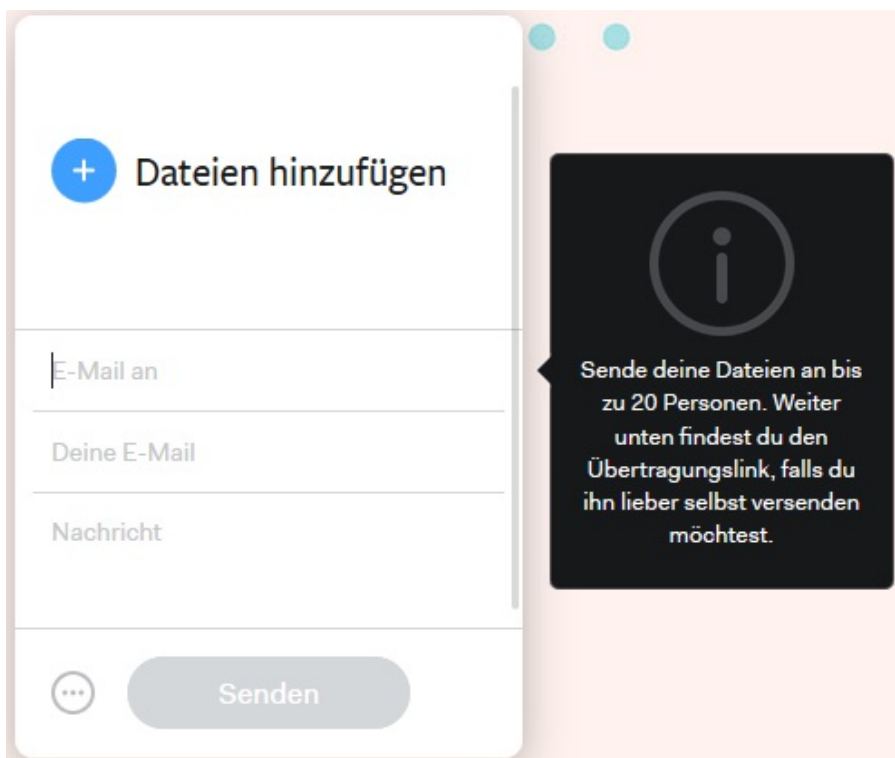 Dateien hinzufügen
E-Mail an
Deine E-Mail
Nachricht
Senden
Sende deine Dateien an bis
zu 20 Personen. Weiter
unten findest du den
Übertragungslink, falls du
ihn lieber selbst versenden
möchtest.